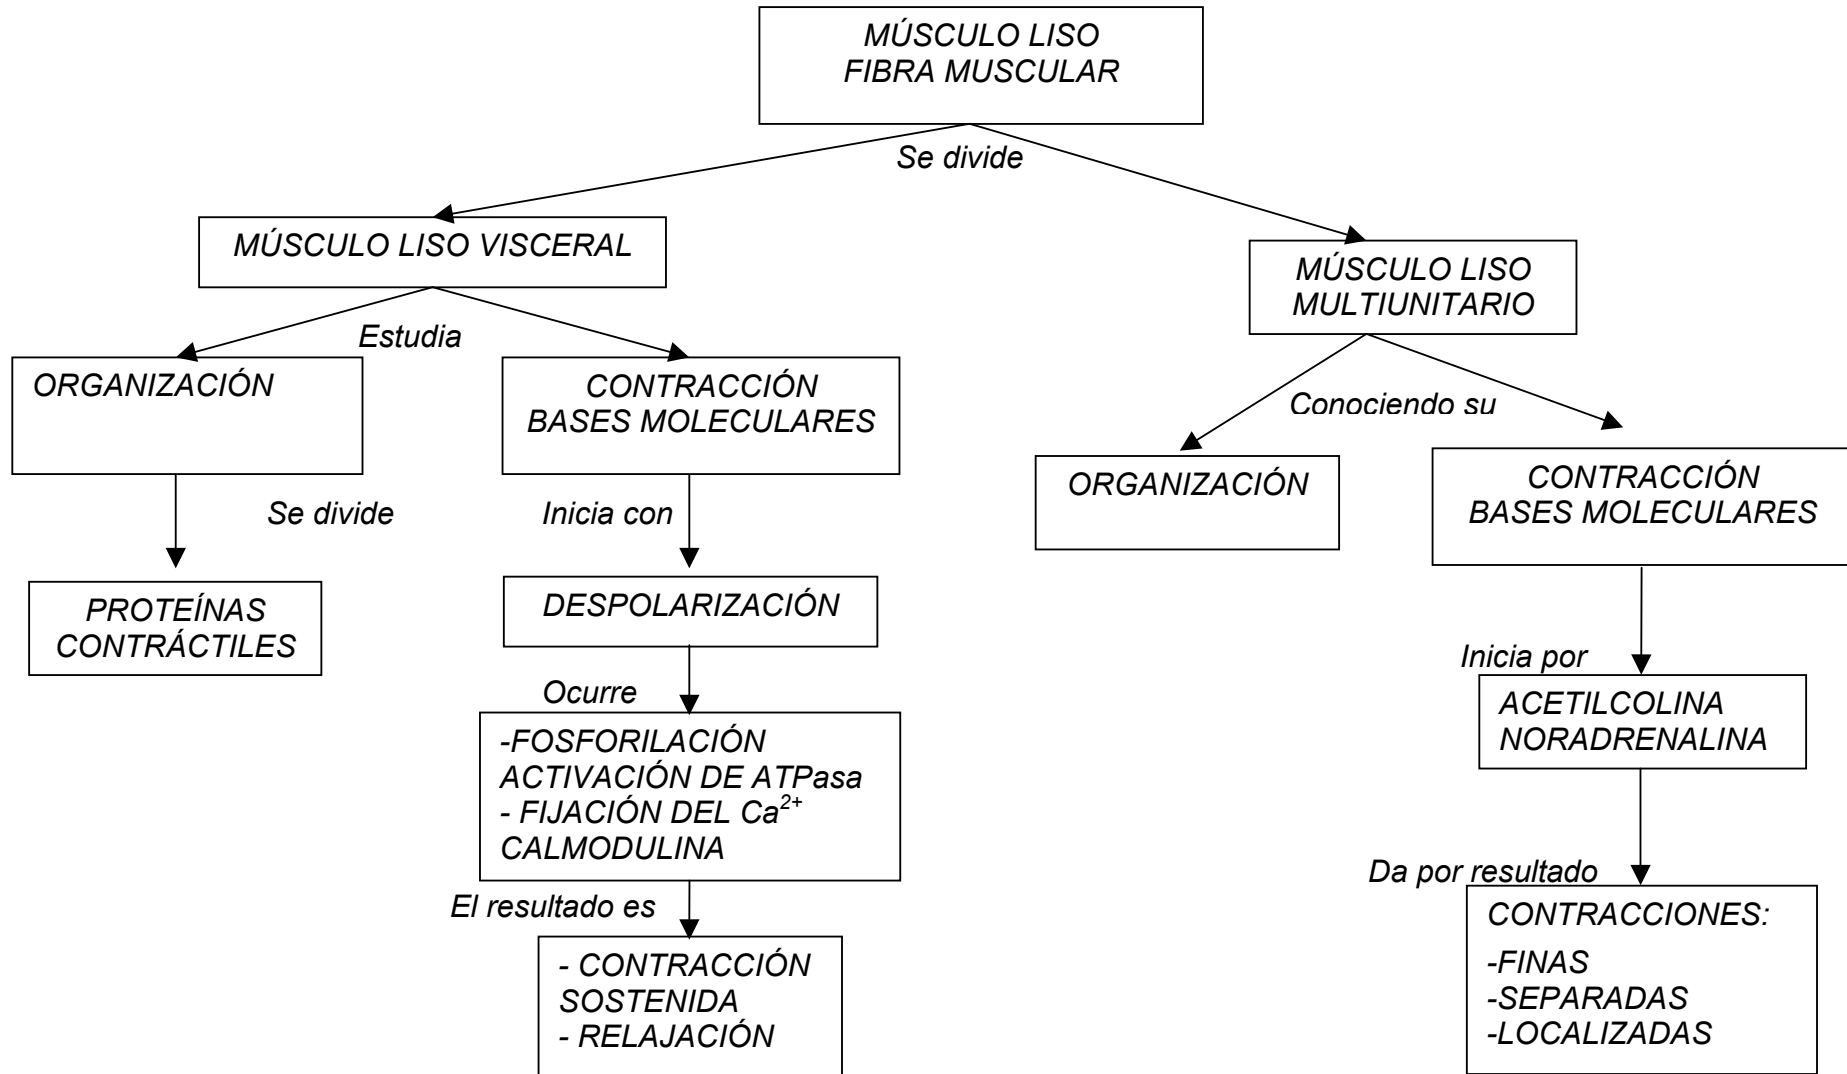 MÚSCULO LISO
FIBRA MUSCULAR
Se divide
MÚSCULO LISO VISCERAL
MÚSCULO LISO
MULTIUNITARIO
Estudia
Conociendo su
ORGANIZACIÓN
CONTRACCIÓN
BASES MOLECULARES
ORGANIZACIÓN
CONTRACCIÓN
BASES MOLECULARES
Se divide
Inicia con
PROTEÍNAS
CONTRÁCTILES
DESPOLARIZACIÓN
Inicia por
Ocurre
ACETILCOLINA
NORADRENALINA
-FOSFORILACIÓN
ACTIVACIÓN DE ATPasa
- FIJACIÓN DEL Ca²⁺
CALMODULINA
Da por resultado
El resultado es
CONTRACCIONES:
-FINAS
-SEPARADAS
-LOCALIZADAS
- CONTRACCIÓN
SOSTENIDA
- RELAJACIÓN